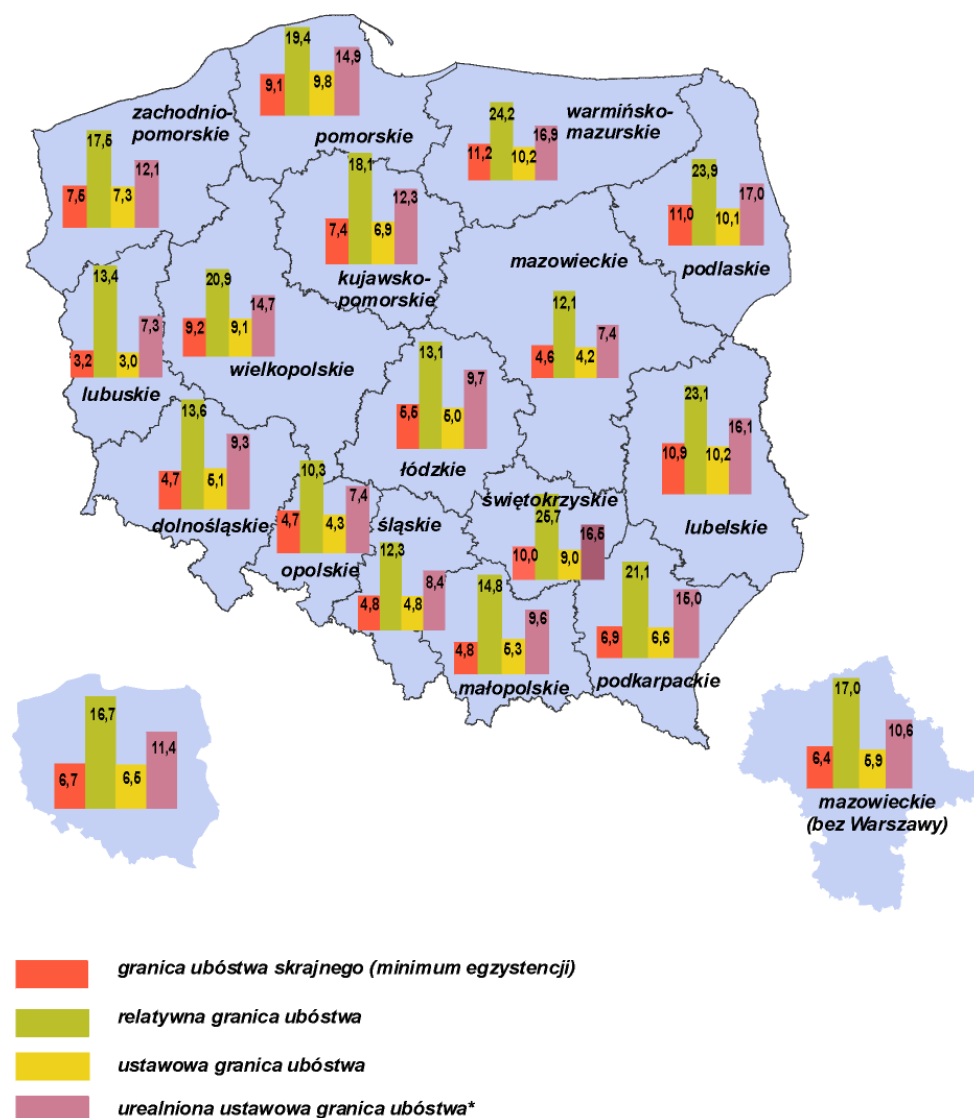 19,4
14,9
9,1
9,8
pomorskie
zachodnio-
pomorskie
17,5
12,1
7,5
7,3
warmińsko-
mazurskie
24,2
16,9
11,2
10,2
18,1
12,3
7,4
6,9
kujawsko-
pomorskie
23,9
17,0
11,0
10,1
podlaskie
mazowieckie
12,1
7,4
4,6
4,2
13,4
7,3
3,2
3,0
lubuskie
20,9
14,7
9,2
9,1
wielkopolskie
13,1
9,7
5,5
5,0
łódzkie
23,1
16,1
10,9
10,2
lubelskie
13,6
9,3
4,7
5,1
dolnośląskie
10,3
7,4
4,7
4,3
opolskie
śląskie
12,3
8,4
4,8
4,8
świętokrzyskie
25,7
16,5
10,0
9,0
14,8
9,6
4,8
5,3
małopolskie
21,1
15,0
6,9
6,6
podkarpackie
16,7
11,4
6,7
6,5
17,0
10,6
6,4
5,9
mazowieckie
(bez Warszawy)
granica ubóstwa skrajnego (minimum egzystencji)
relatywna granica ubóstwa
ustawowa granica ubóstwa
urealniona ustawowa granica ubóstwa*